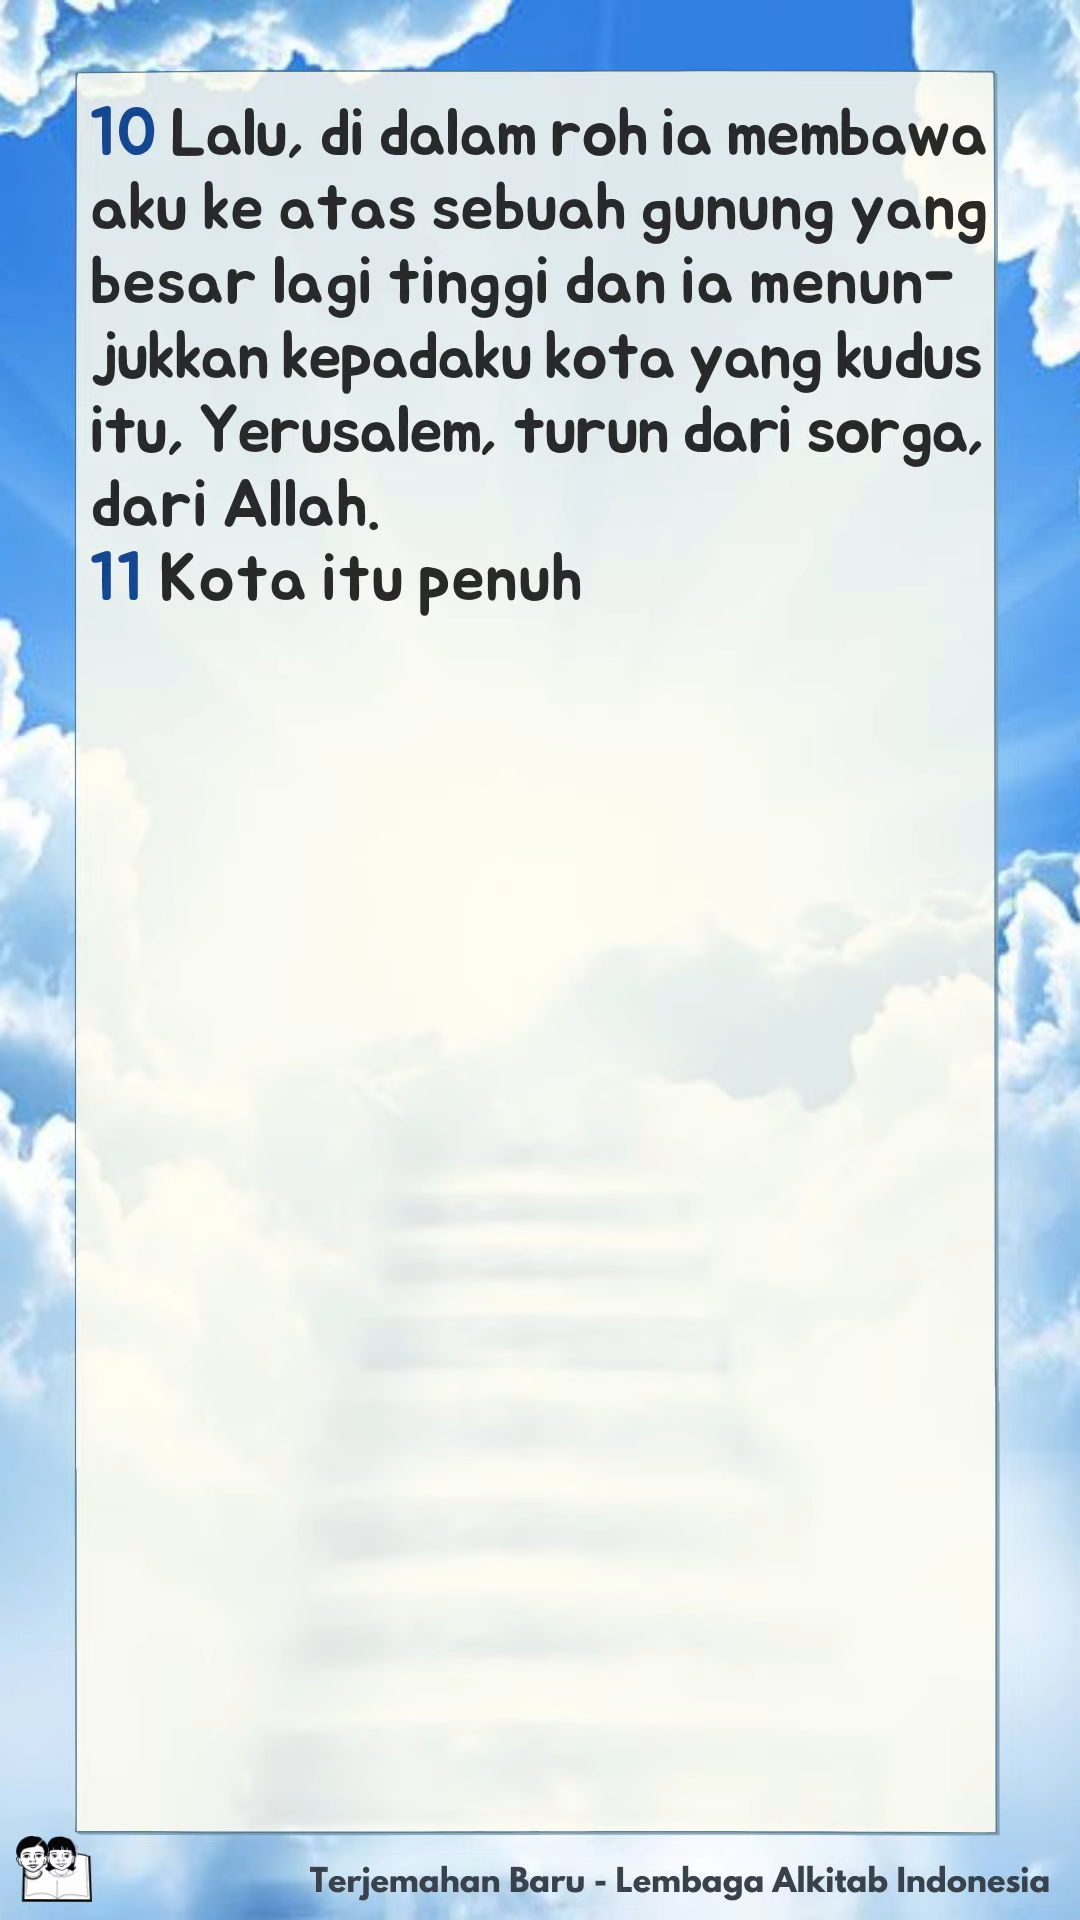 10 Lalu, di dalam roh ia membawa
aku ke atas sebuah gunung yang
besar lagi tinggi dan ia menun-
jukkan kepadaku kota yang kudus
itu, Yerusalem, turun dari sorga,
dari Allah.
11 Kota itu penuh
Terjemahan Baru - Lembaga Alkitab Indonesia